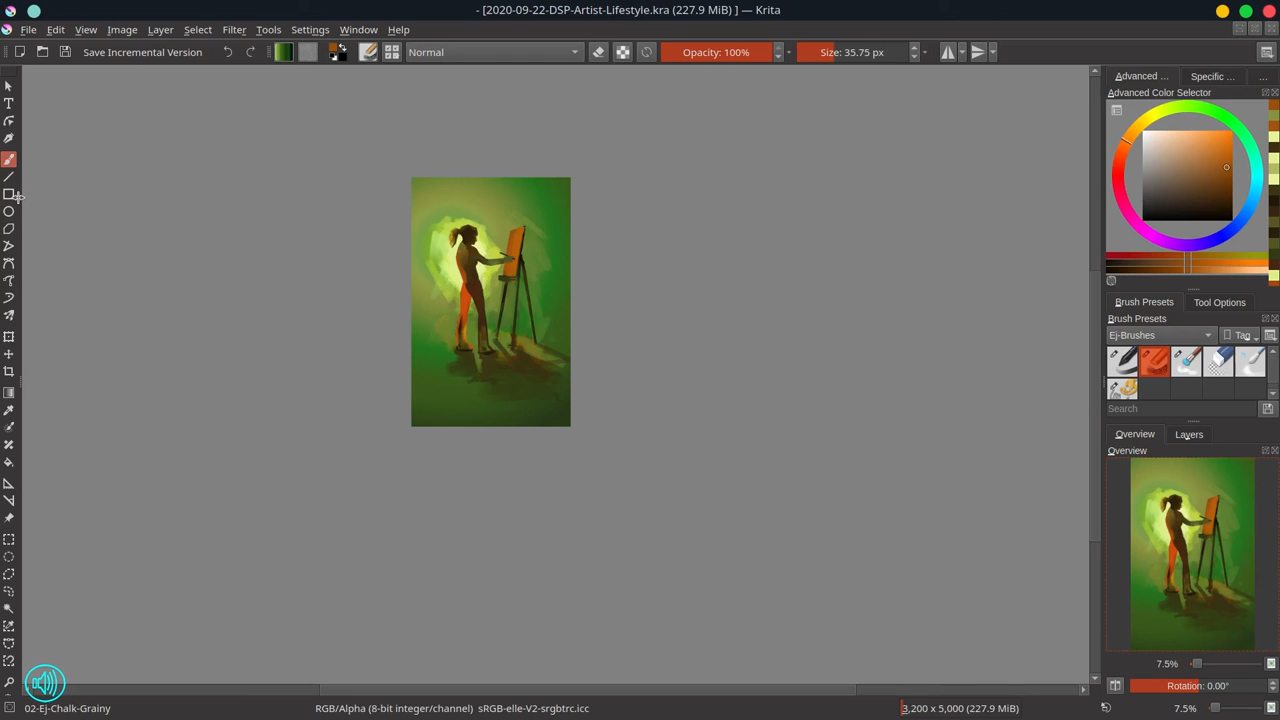 - [2020-09-22-DSP-Artist-Lifestyle.kra (227.9 MiB) ] — Krita
File Edit View Image Layer Select Filter Tools Settings Window Help
Save Incremental Version Normal Opacity: 100% Size: 35.75 px
Advanced ... Specific ... ...
Advanced Color Selector
Brush Presets Tool Options
Brush Presets
Ej-Brushes Tag
Search
Overview Layers
Overview
7.5%
Rotation: 0.00°
02-Ej-Chalk-Grainy RGB/Alpha (8-bit integer/channel) sRGB-elle-V2-srgbtrc.icc 3,200 x 5,000 (227.9 MiB) 7.5%